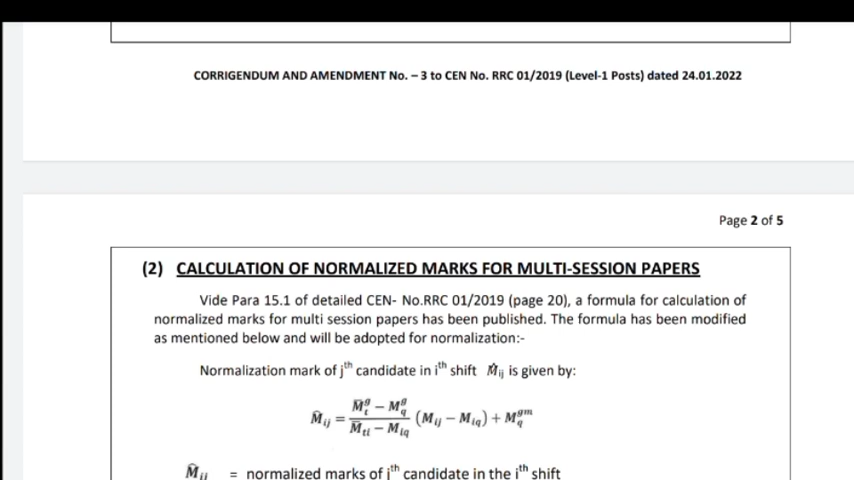 CORRIGENDUM AND AMENDMENT No. – 3 to CEN No. RRC 01/2019 (Level-1 Posts) dated 24.01.2022
Page 2 of 5
(2) CALCULATION OF NORMALIZED MARKS FOR MULTI-SESSION PAPERS
Vide Para 15.1 of detailed CEN- No.RRC 01/2019 (page 20), a formula for calculation of
normalized marks for multi session papers has been published. The formula has been modified
as mentioned below and will be adopted for normalization:-
Normalization mark of jᵗʰ candidate in iᵗʰ shift M̂ij is given by:
M̂ij = (M̄ᵍₜ − Mᵍq) / (M̄ti − Miq) (Mij − Miq) + Mᵍᵐq
M̂ij = normalized marks of jᵗʰ candidate in the iᵗʰ shift